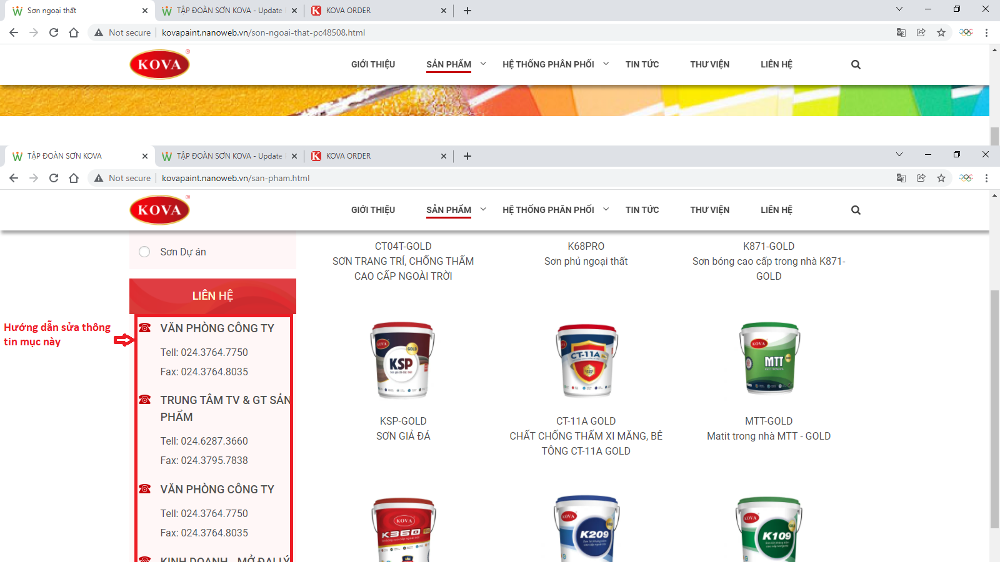 Sơn ngoại thất
TẬP ĐOÀN SƠN KOVA - Update
KOVA ORDER
Not secure
kovapaint.nanoweb.vn/son-ngoai-that-pc48508.html
KOVA ®
GIỚI THIỆU
SẢN PHẨM
HỆ THỐNG PHÂN PHỐI
TIN TỨC
THƯ VIỆN
LIÊN HỆ
TẬP ĐOÀN SƠN KOVA
TẬP ĐOÀN SƠN KOVA - Update
KOVA ORDER
Not secure
kovapaint.nanoweb.vn/san-pham.html
KOVA ®
GIỚI THIỆU
SẢN PHẨM
HỆ THỐNG PHÂN PHỐI
TIN TỨC
THƯ VIỆN
LIÊN HỆ
Sơn Dự án
LIÊN HỆ
Hướng dẫn sửa thông
tin mục này
VĂN PHÒNG CÔNG TY
Tell: 024.3764.7750
Fax: 024.3764.8035
TRUNG TÂM TV & GT SẢN
PHẨM
Tell: 024.6287.3660
Fax: 024.3795.7838
VĂN PHÒNG CÔNG TY
Tell: 024.3764.7750
Fax: 024.3764.8035
KINH DOANH - MỞ ĐẠI LÝ
CT04T-GOLD
SƠN TRANG TRÍ, CHỐNG THẤM
CAO CẤP NGOÀI TRỜI
K68PRO
Sơn phủ ngoại thất
K871-GOLD
Sơn bóng cao cấp trong nhà K871-
GOLD
KOVA
GOLD
KSP
KSP-GOLD
SƠN GIẢ ĐÁ
CT-11A
CT-11A GOLD
CHẤT CHỐNG THẤM XI MĂNG, BÊ
TÔNG CT-11A GOLD
KOVA
MTT
MTT-GOLD
Matit trong nhà MTT - GOLD
KOVA
K360
KOVA
K209
KOVA
K109